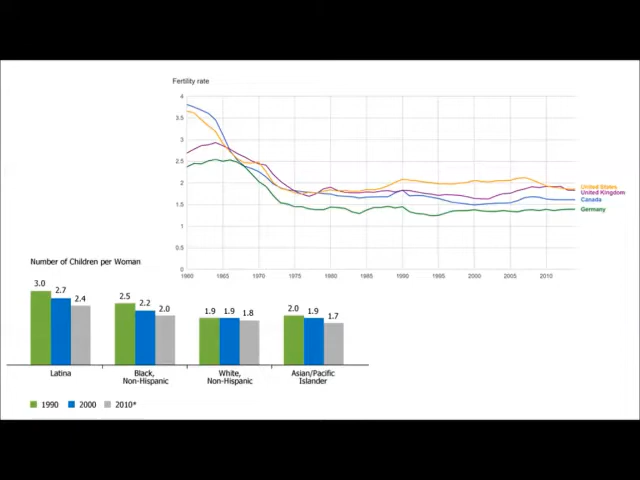 Fertility rate
4
3.5
3
2.5
2
1.5
1
0.5
0
1960 1965 1970 1975 1980 1985 1990 1995 2000 2005 2010
United States
United Kingdom
Canada
Germany
Number of Children per Woman
3.0 2.7 2.4 2.5 2.2 2.0 1.9 1.9 1.8 2.0 1.9 1.7
Latina Black, White, Asian/Pacific
Non-Hispanic Non-Hispanic Islander
1990 2000 2010*